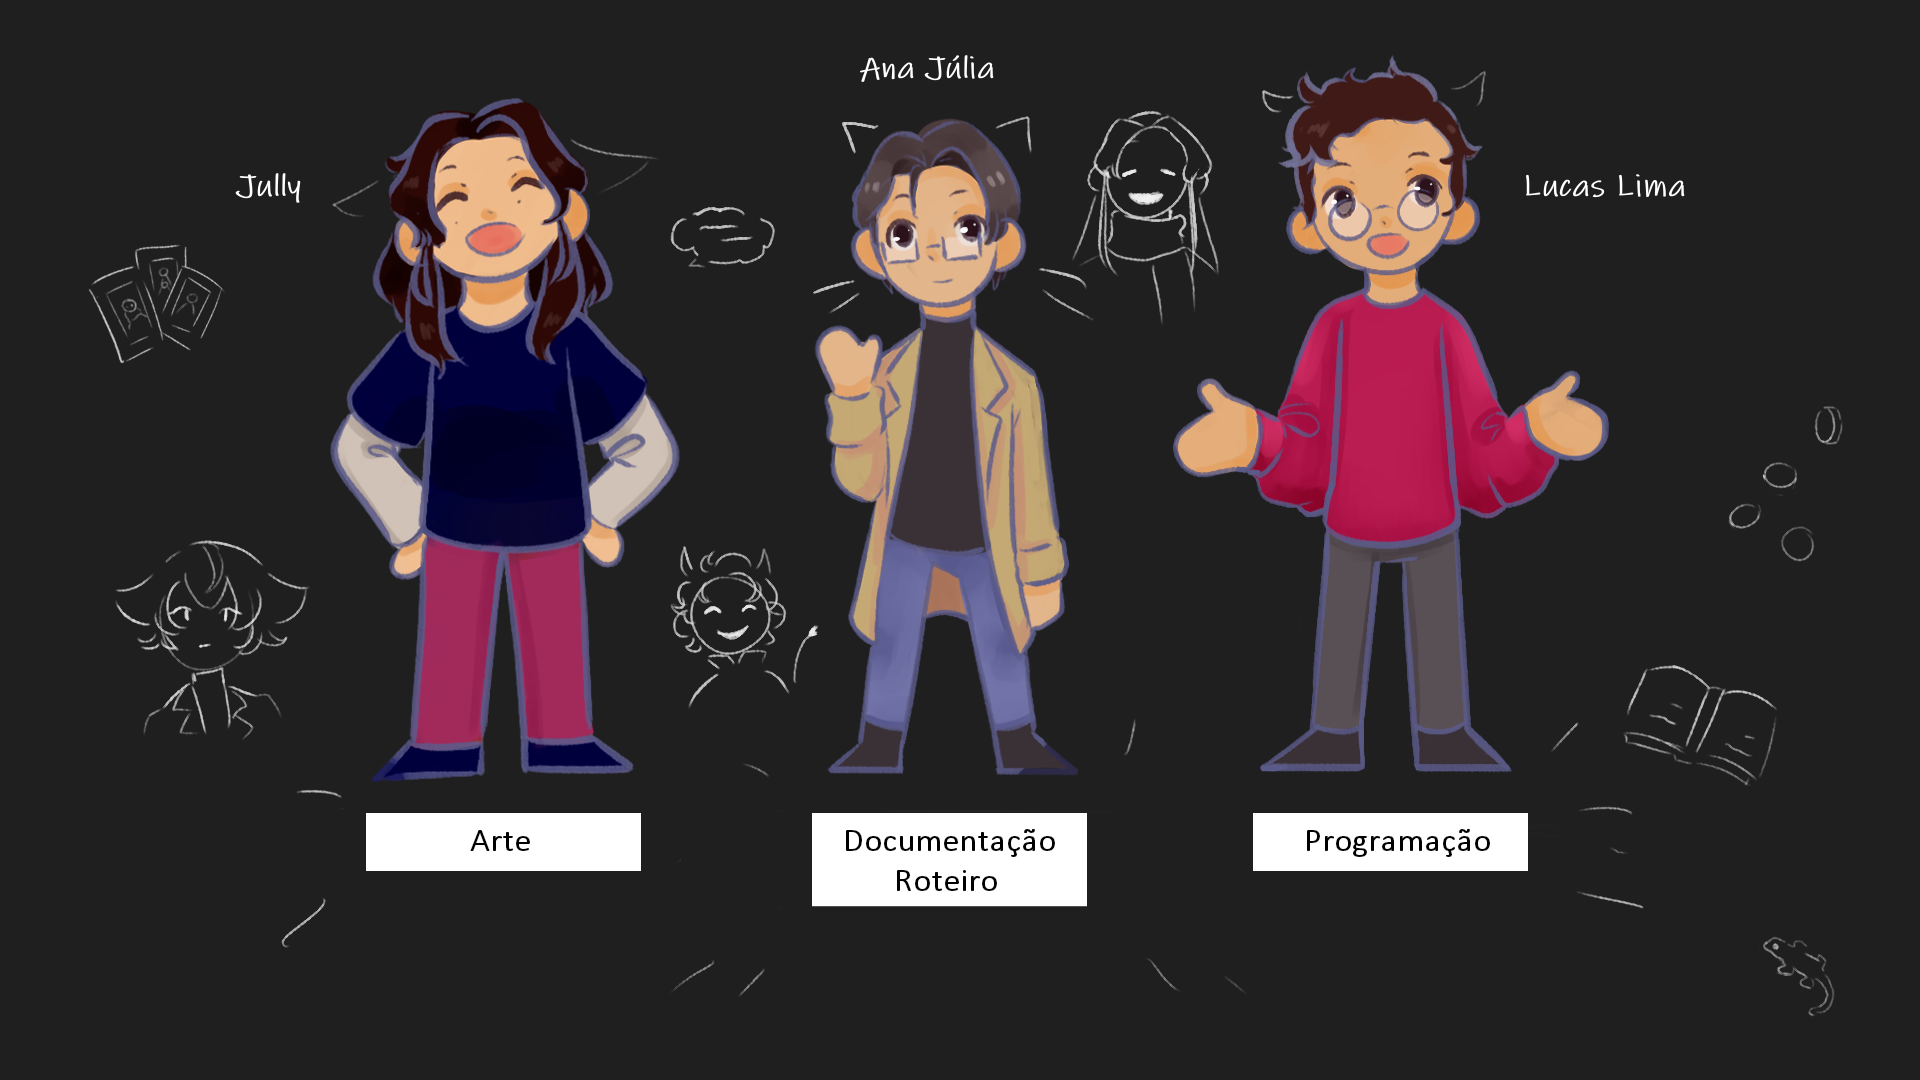 Ana Júlia
Jully
Lucas Lima
Arte
Documentação
Roteiro
Programação